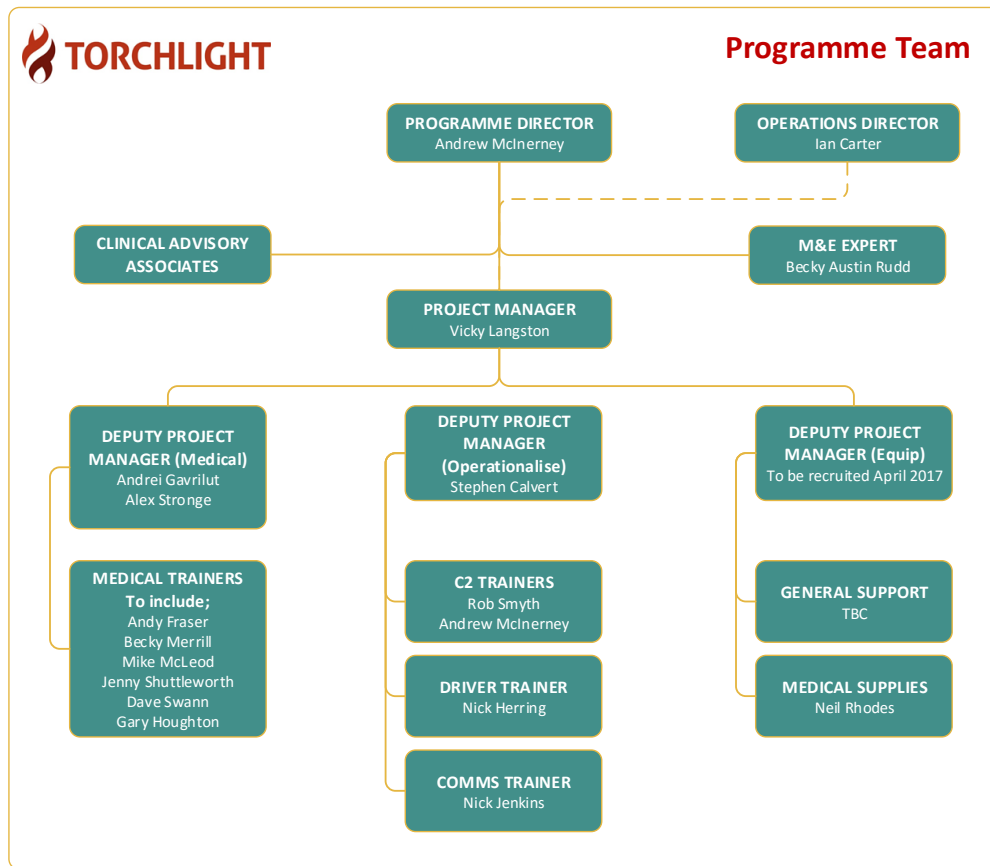 TORCHLIGHT
Programme Team
PROGRAMME DIRECTOR
Andrew McInerney
OPERATIONS DIRECTOR
Ian Carter
CLINICAL ADVISORY
ASSOCIATES
M&E EXPERT
Becky Austin Rudd
PROJECT MANAGER
Vicky Langston
DEPUTY PROJECT
MANAGER (Medical)
Andrei Gavrilut
Alex Stronge
DEPUTY PROJECT
MANAGER
(Operationalise)
Stephen Calvert
DEPUTY PROJECT
MANAGER (Equip)
To be recruited April 2017
MEDICAL TRAINERS
To include;
Andy Fraser
Becky Merrill
Mike McLeod
Jenny Shuttleworth
Dave Swann
Gary Houghton
C2 TRAINERS
Rob Smyth
Andrew McInerney
GENERAL SUPPORT
TBC
DRIVER TRAINER
Nick Herring
MEDICAL SUPPLIES
Neil Rhodes
COMMS TRAINER
Nick Jenkins